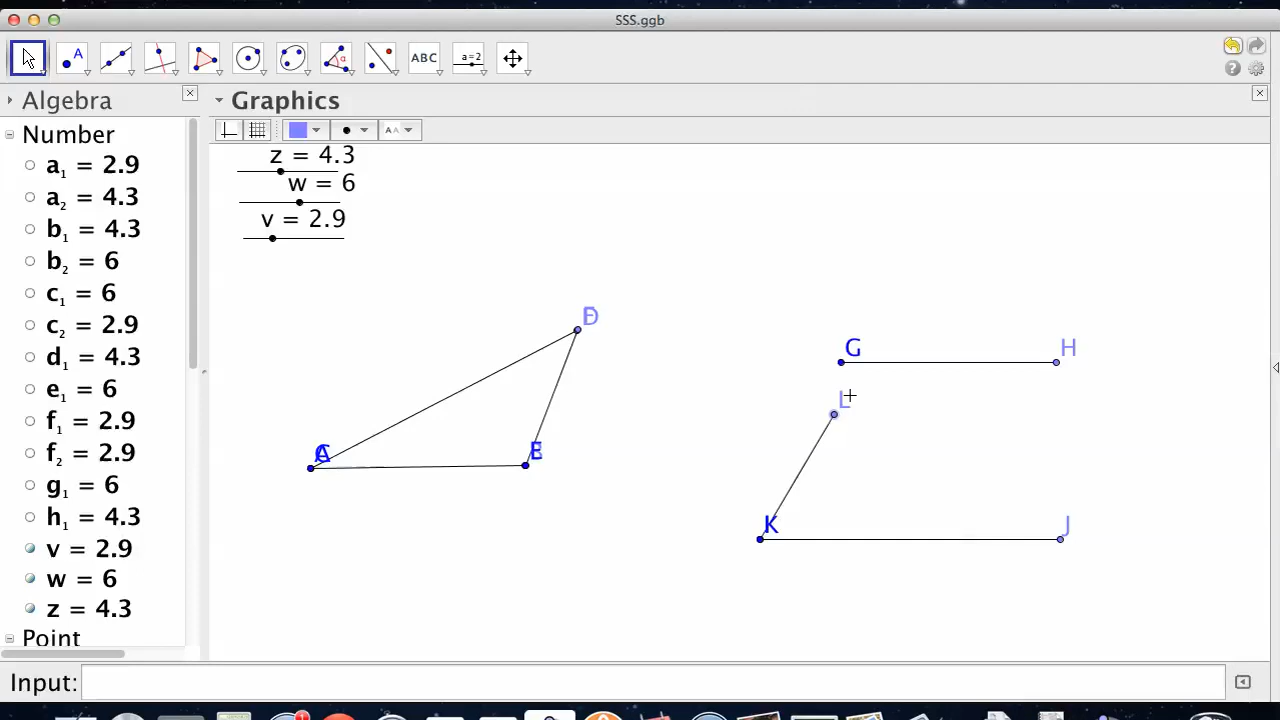 SSS.ggb
A
α
ABC
a=2
Algebra
Graphics
A A
Number
a₁ = 2.9
a₂ = 4.3
b₁ = 4.3
b₂ = 6
c₁ = 6
c₂ = 2.9
d₁ = 4.3
e₁ = 6
f₁ = 2.9
f₂ = 2.9
g₁ = 6
h₁ = 4.3
v = 2.9
w = 6
z = 4.3
Point
z = 4.3
w = 6
v = 2.9
D
G
H
L
A
E
K
J
Input:
1